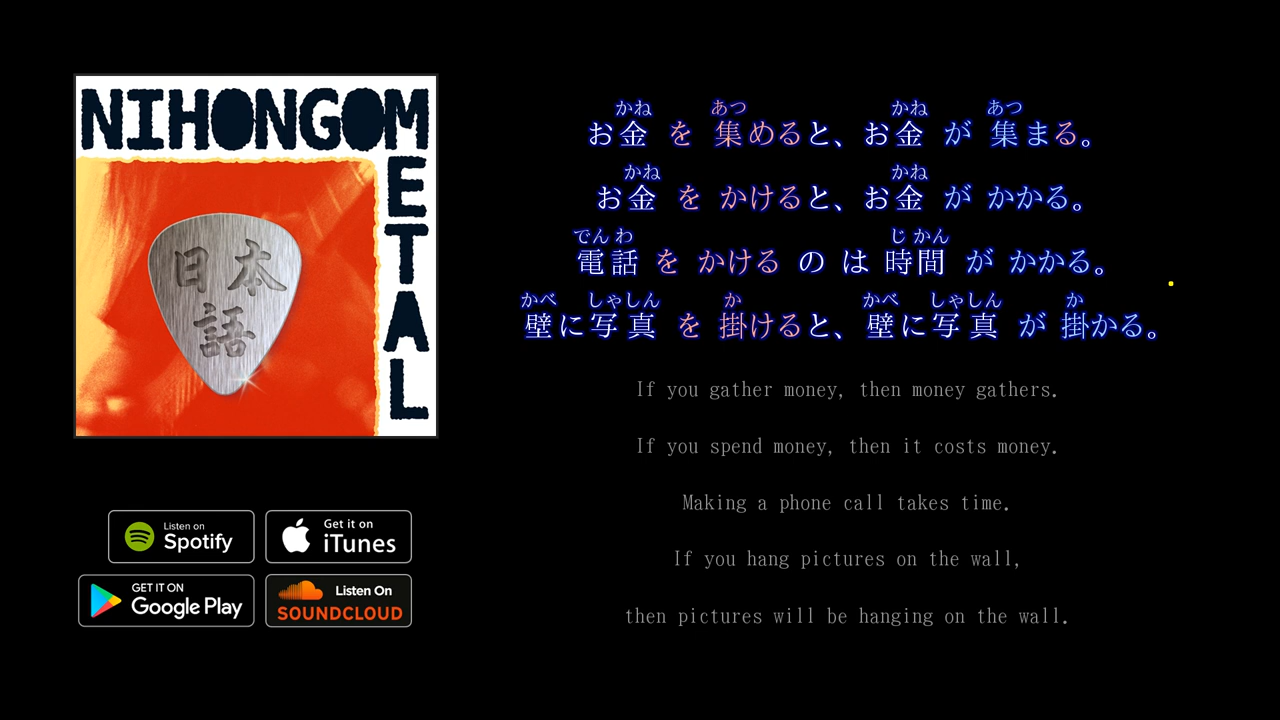 NIHONGO
METAL
日本
語
Listen on
Spotify
Get it on
iTunes
GET IT ON
Google Play
Listen On
SOUNDCLOUD
かね あつ かね あつ
お金 を 集めると、お金 が 集まる。
かね かね
お金 を かけると、お金 が かかる。
でん わ じ かん
電話 を かける の は 時間 が かかる。
かべ しゃしん か かべ しゃしん か
壁に写真 を 掛けると、壁に写真 が 掛かる。
If you gather money, then money gathers.
If you spend money, then it costs money.
Making a phone call takes time.
If you hang pictures on the wall,
then pictures will be hanging on the wall.